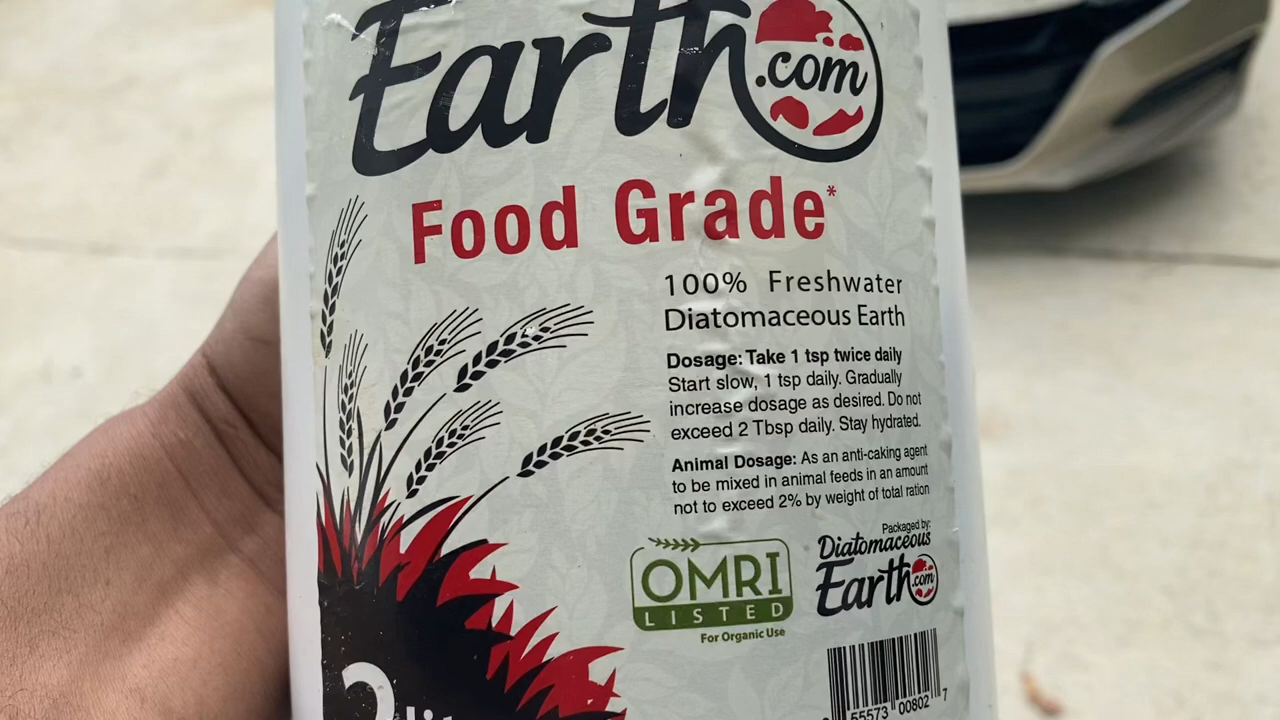 Earth
.com
Food Grade*
100% Freshwater
Diatomaceous Earth
Dosage: Take 1 tsp twice daily
Start slow, 1 tsp daily. Gradually
increase dosage as desired. Do not
exceed 2 Tbsp daily. Stay hydrated.
Animal Dosage: As an anti-caking agent
to be mixed in animal feeds in an amount
not to exceed 2% by weight of total ration
OMRI
LISTED
For Organic Use
Packaged by:
Diatomaceous
Earth.com
55573 00802 7